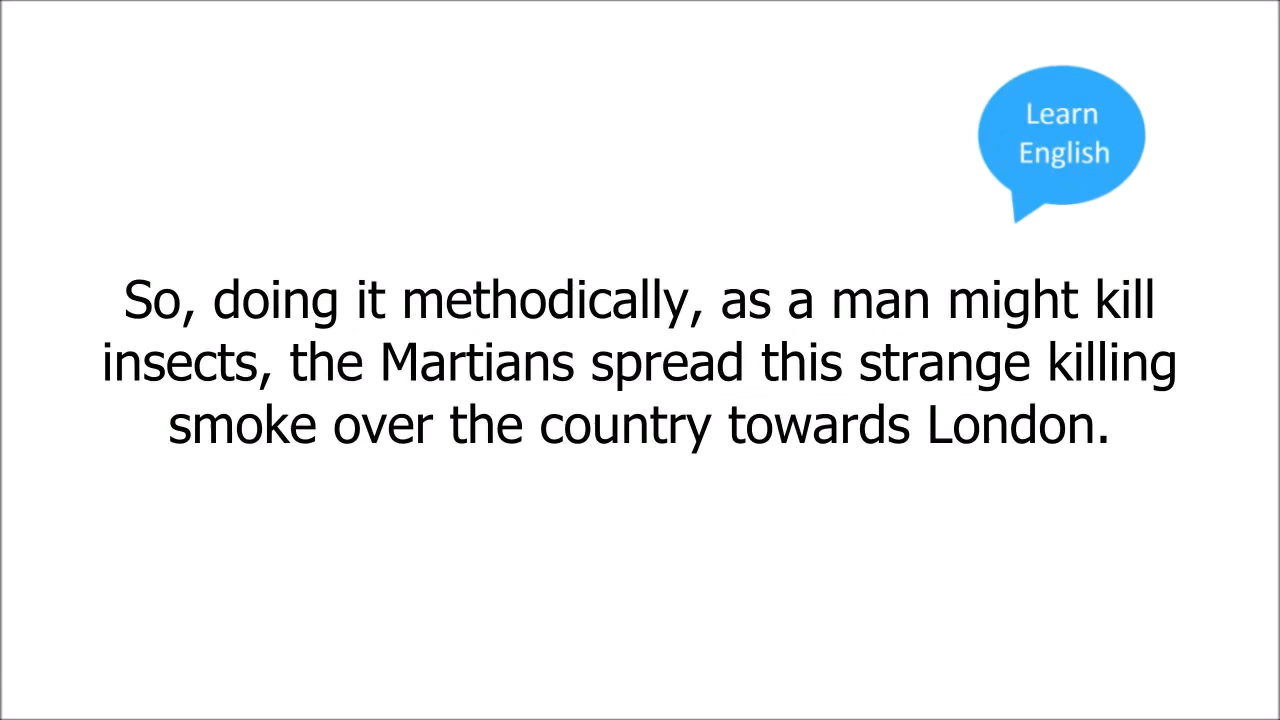 Learn
English
So, doing it methodically, as a man might kill
insects, the Martians spread this strange killing
smoke over the country towards London.